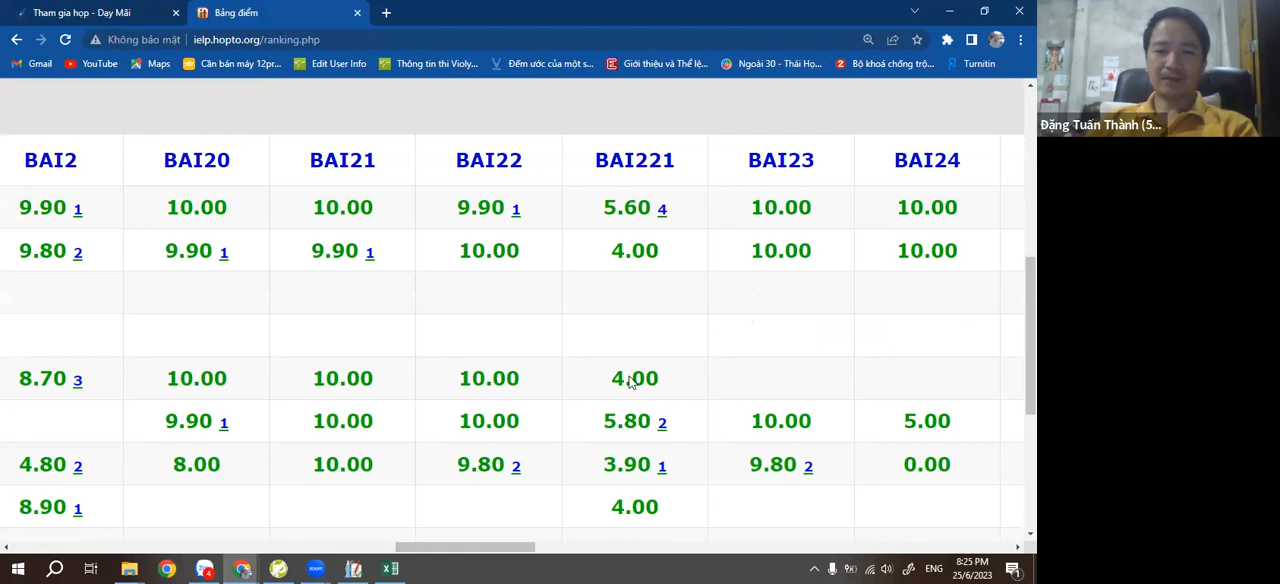 Tham gia họp - Dạy Mãi
Bảng điểm
Không bảo mật ielp.hopto.org/ranking.php
Gmail YouTube Maps Cần bán máy 12pr... Edit User Info Thông tin thi Violy... Đếm ước của một s... Giới thiệu và Thể lệ... Ngoài 30 - Thái Họ... Bộ khoá chống trộ... Turnitin
Đặng Tuấn Thành (5...
BAI2 BAI20 BAI21 BAI22 BAI221 BAI23 BAI24
9.90 1 10.00 10.00 9.90 1 5.60 4 10.00 10.00
9.80 2 9.90 1 9.90 1 10.00 4.00 10.00 10.00
8.70 3 10.00 10.00 10.00 4.00
9.90 1 10.00 10.00 5.80 2 10.00 5.00
4.80 2 8.00 10.00 9.80 2 3.90 1 9.80 2 0.00
8.90 1 4.00
ENG 8:25 PM
25/6/2023